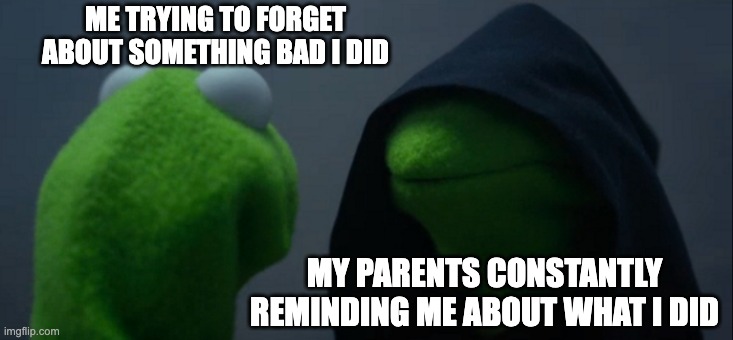 ME TRYING TO FORGET
ABOUT SOMETHING BAD I DID
MY PARENTS CONSTANTLY
REMINDING ME ABOUT WHAT I DID
imgflip.com